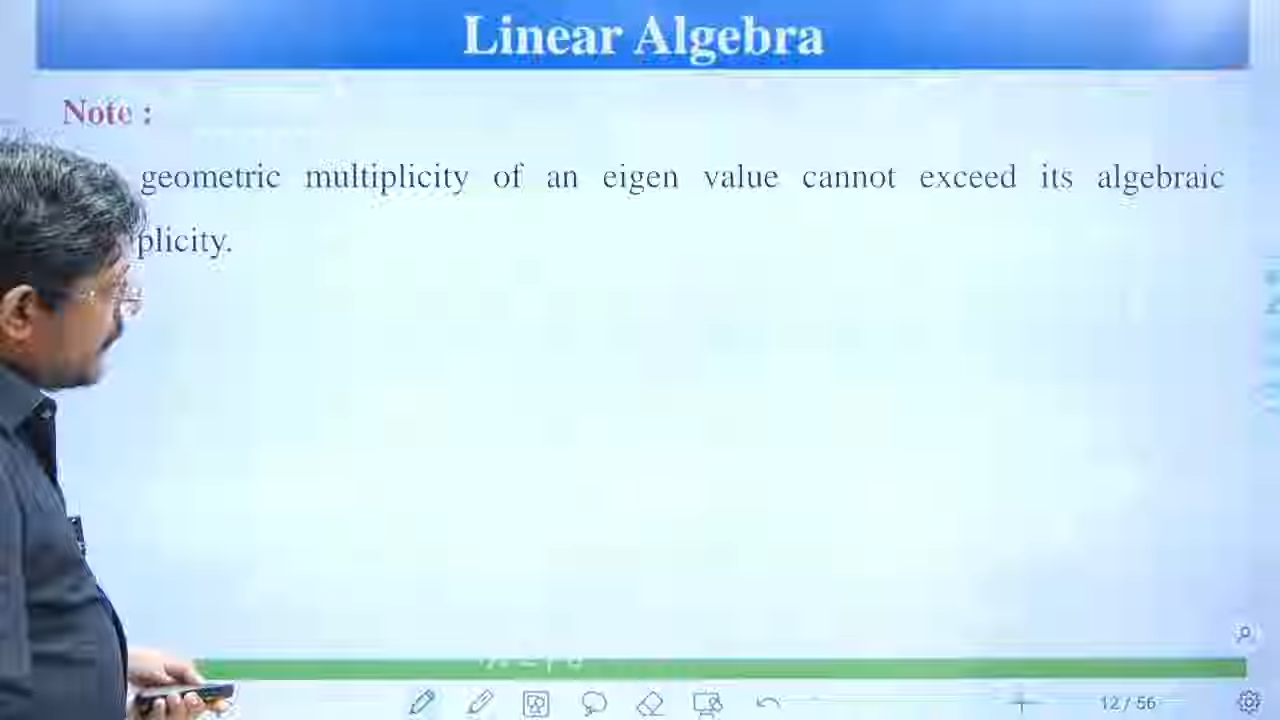 Linear Algebra
Note :
geometric multiplicity of an eigen value cannot exceed its algebraic
plicity.
12 / 56